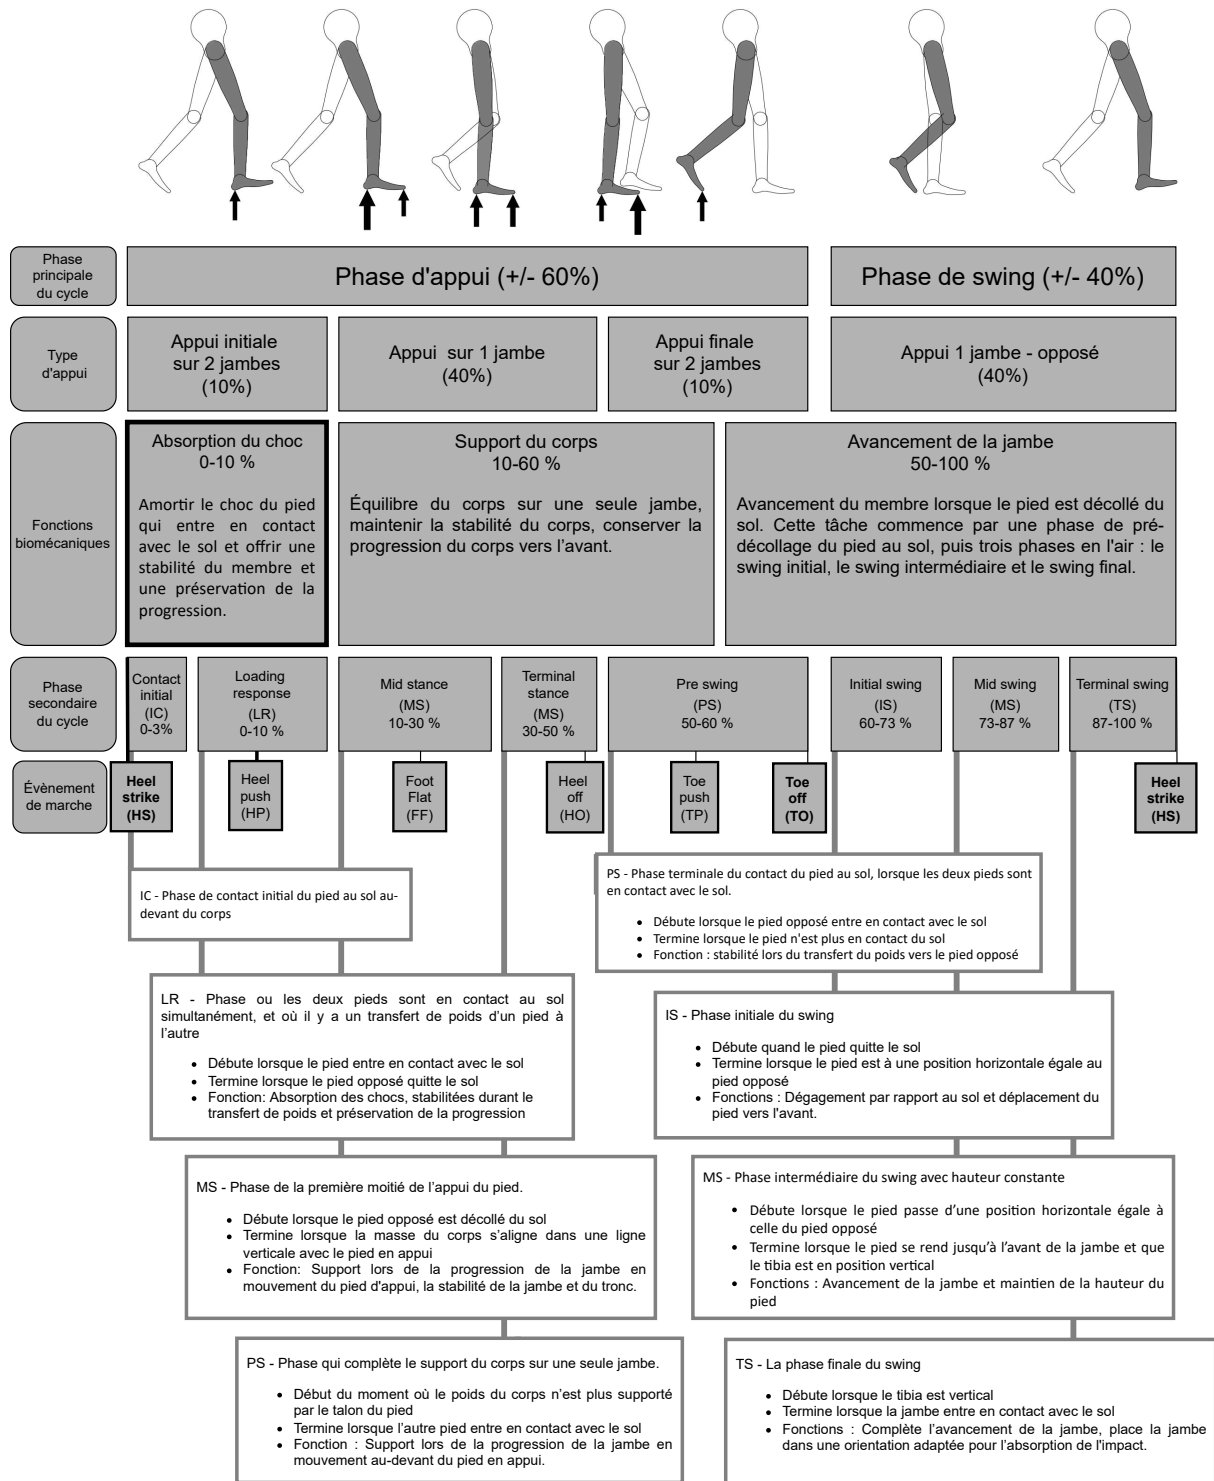 Phase
principale
du cycle
Phase d'appui (+/- 60%)
Phase de swing (+/- 40%)
Type
d'appui
Appui initiale
sur 2 jambes
(10%)
Appui sur 1 jambe
(40%)
Appui finale
sur 2 jambes
(10%)
Appui 1 jambe - opposé
(40%)
Fonctions
biomécaniques
Absorption du choc
0-10 %
Amortir le choc du pied
qui entre en contact
avec le sol et offrir une
stabilité du membre et
une préservation de la
progression.
Support du corps
10-60 %
Équilibre du corps sur une seule jambe,
maintenir la stabilité du corps, conserver la
progression du corps vers l'avant.
Avancement de la jambe
50-100 %
Avancement du membre lorsque le pied est décollé du
sol. Cette tâche commence par une phase de pré-
décollage du pied au sol, puis trois phases en l'air : le
swing initial, le swing intermédiaire et le swing final.
Phase
secondaire
du cycle
Contact
initial
(IC)
0-3%
Loading
response
(LR)
0-10 %
Mid stance
(MS)
10-30 %
Terminal
stance
(MS)
30-50 %
Pre swing
(PS)
50-60 %
Initial swing
(IS)
60-73 %
Mid swing
(MS)
73-87 %
Terminal swing
(TS)
87-100 %
Évènement
de marche
Heel
strike
(HS)
Heel
push
(HP)
Foot
Flat
(FF)
Heel
off
(HO)
Toe
push
(TP)
Toe
off
(TO)
Heel
strike
(HS)
IC - Phase de contact initial du pied au sol au-
devant du corps
PS - Phase terminale du contact du pied au sol, lorsque les deux pieds sont
en contact avec le sol.
• Débute lorsque le pied opposé entre en contact avec le sol
• Termine lorsque le pied n'est plus en contact du sol
• Fonction : stabilité lors du transfert du poids vers le pied opposé
LR - Phase ou les deux pieds sont en contact au sol
simultanément, et où il y a un transfert de poids d'un pied à
l'autre
• Débute lorsque le pied entre en contact avec le sol
• Termine lorsque le pied opposé quitte le sol
• Fonction: Absorption des chocs, stabilitées durant le
transfert de poids et préservation de la progression
IS - Phase initiale du swing
• Débute quand le pied quitte le sol
• Termine lorsque le pied est à une position horizontale égale au
pied opposé
• Fonctions : Dégagement par rapport au sol et déplacement du
pied vers l'avant.
MS - Phase de la première moitié de l'appui du pied.
• Débute lorsque le pied opposé est décollé du sol
• Termine lorsque la masse du corps s'aligne dans une ligne
verticale avec le pied en appui
• Fonction: Support lors de la progression de la jambe en
mouvement du pied d'appui, la stabilité de la jambe et du tronc.
MS - Phase intermédiaire du swing avec hauteur constante
• Débute lorsque le pied passe d'une position horizontale égale à
celle du pied opposé
• Termine lorsque le pied se rend jusqu'à l'avant de la jambe et que
le tibia est en position vertical
• Fonctions : Avancement de la jambe et maintien de la hauteur du
pied
PS - Phase qui complète le support du corps sur une seule jambe.
• Début du moment où le poids du corps n'est plus supporté
par le talon du pied
• Termine lorsque l'autre pied entre en contact avec le sol
• Fonction : Support lors de la progression de la jambe en
mouvement au-devant du pied en appui.
TS - La phase finale du swing
• Débute lorsque le tibia est vertical
• Termine lorsque la jambe entre en contact avec le sol
• Fonctions : Complète l'avancement de la jambe, place la jambe
dans une orientation adaptée pour l'absorption de l'impact.